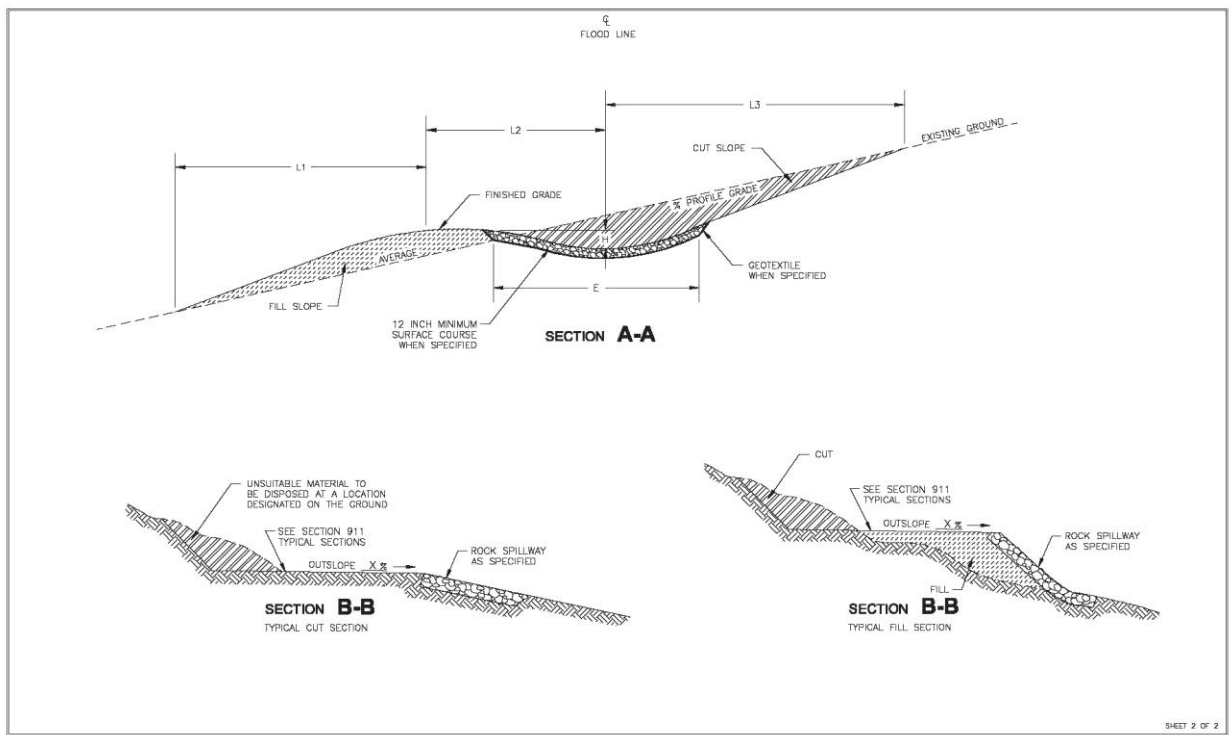 ℄
FLOOD LINE
L3
L2
L1
EXISTING GROUND
CUT SLOPE
% PROFILE GRADE
FINISHED GRADE
H
AVERAGE
GEOTEXTILE
WHEN SPECIFIED
FILL SLOPE
E
12 INCH MINIMUM
SURFACE COURSE
WHEN SPECIFIED
SECTION A-A
UNSUITABLE MATERIAL TO
BE DISPOSED AT A LOCATION
DESIGNATED ON THE GROUND
SEE SECTION 911
TYPICAL SECTIONS
OUTSLOPE X %
ROCK SPILLWAY
AS SPECIFIED
SECTION B-B
TYPICAL CUT SECTION
CUT
SEE SECTION 911
TYPICAL SECTIONS
OUTSLOPE X %
ROCK SPILLWAY
AS SPECIFIED
FILL
SECTION B-B
TYPICAL FILL SECTION
SHEET 2 OF 2